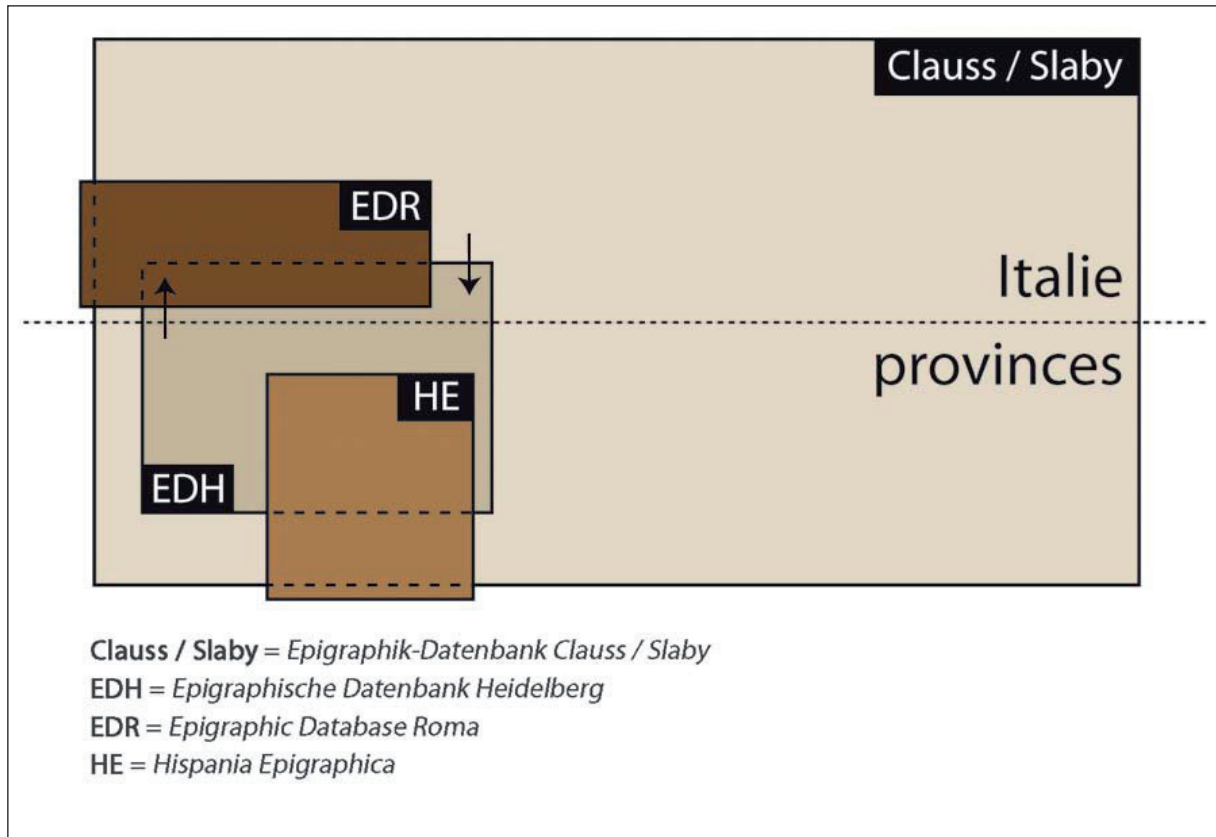 Clauss / Slaby
EDR
Italie
provinces
HE
EDH
Clauss / Slaby = Epigraphik-Datenbank Clauss / Slaby
EDH = Epigraphische Datenbank Heidelberg
EDR = Epigraphic Database Roma
HE = Hispania Epigraphica